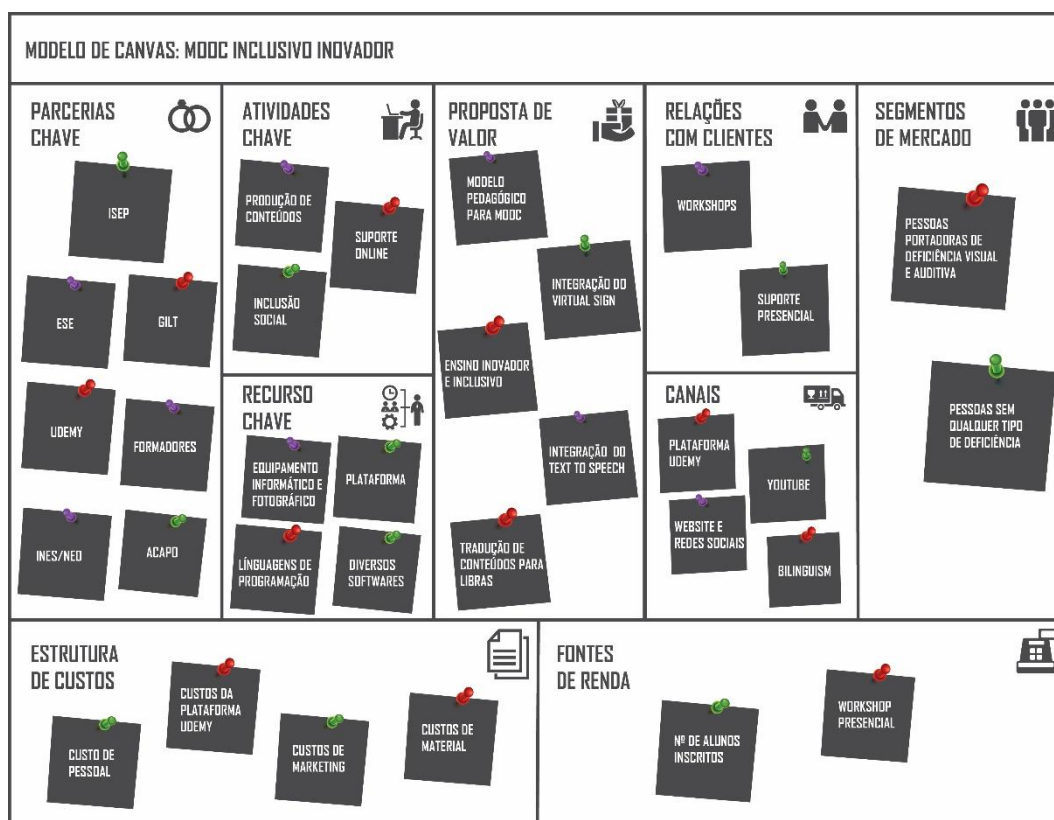 MODELO DE CANVAS: MOOC INCLUSIVO INOVADOR
PARCERIAS
CHAVE
ISEP
ESE
GILT
UDEMY
FORMADORES
INES/NEO
ACAPO
ATIVIDADES
CHAVE
PRODUÇÃO DE
CONTEÚDOS
SUPORTE
ONLINE
INCLUSÃO
SOCIAL
RECURSO
CHAVE
EQUIPAMENTO
INFORMÁTICO E
FOTOGRÁFICO
PLATAFORMA
LÍNGUAGENS DE
PROGRAMAÇÃO
DIVERSOS
SOFTWARES
PROPOSTA DE
VALOR
MODELO
PEDAGÓGICO
PARA MOOC
INTEGRAÇÃO DO
VIRTUAL SIGN
ENSINO INOVADOR
E INCLUSIVO
INTEGRAÇÃO DO
TEXT TO SPEECH
TRADUÇÃO DE
CONTEÚDOS PARA
LIBRAS
RELAÇÕES
COM CLIENTES
WORKSHOPS
SUPORTE
PRESENCIAL
CANAIS
PLATAFORMA
UDEMY
YOUTUBE
WEBSITE E
REDES SOCIAIS
BILINGUISM
SEGMENTOS
DE MERCADO
PESSOAS
PORTADORAS DE
DEFICIÊNCIA VISUAL
E AUDITIVA
PESSOAS SEM
QUALQUER TIPO
DE DEFICIÊNCIA
ESTRUTURA
DE CUSTOS
CUSTO DE
PESSOAL
CUSTOS DA
PLATAFORMA
UDEMY
CUSTOS DE
MARKETING
CUSTOS DE
MATERIAL
FONTES
DE RENDA
Nº DE ALUNOS
INSCRITOS
WORKSHOP
PRESENCIAL